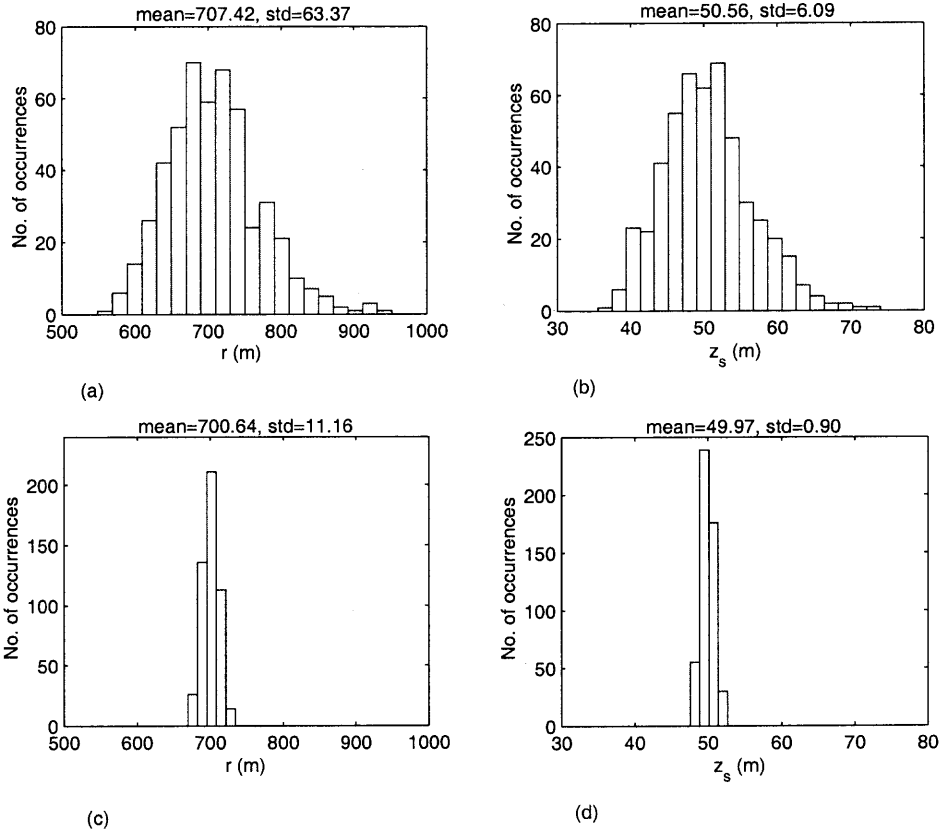 mean=707.42, std=63.37
80
60
40
20
0
No. of occurrences
500 600 700 800 900 1000
r (m)
(a)
mean=50.56, std=6.09
80
60
40
20
0
No. of occurrences
30 40 50 60 70 80
z_s (m)
(b)
mean=700.64, std=11.16
200
150
100
50
0
No. of occurrences
500 600 700 800 900 1000
r (m)
(c)
mean=49.97, std=0.90
250
200
150
100
50
0
No. of occurrences
30 40 50 60 70 80
z_s (m)
(d)